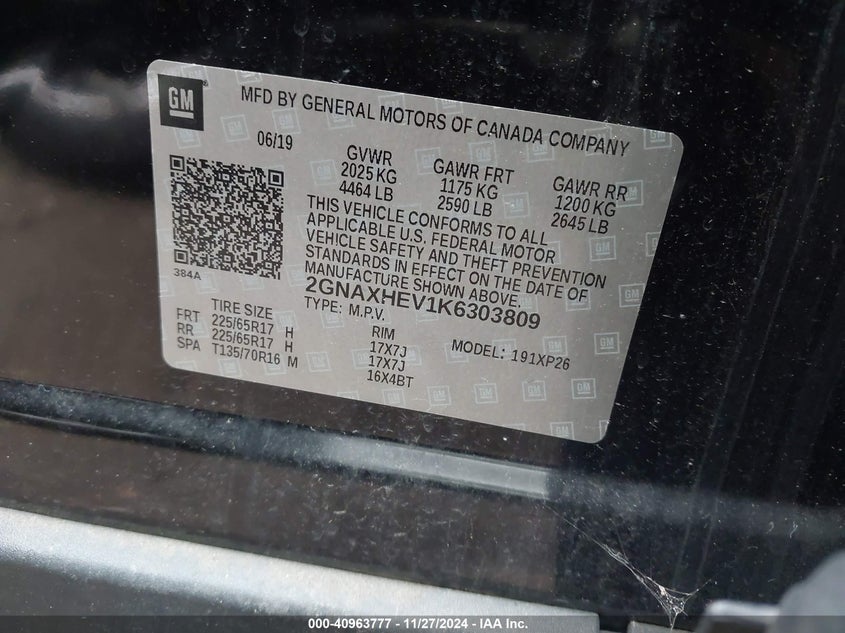 GM
MFD BY GENERAL MOTORS OF CANADA COMPANY
06/19
GVWR GAWR FRT GAWR RR
2025 KG 1175 KG 1200 KG
4464 LB 2590 LB 2645 LB
THIS VEHICLE CONFORMS TO ALL
APPLICABLE U.S. FEDERAL MOTOR
VEHICLE SAFETY AND THEFT PREVENTION
STANDARDS IN EFFECT ON THE DATE OF
MANUFACTURE SHOWN ABOVE.
384A
2GNAXHEV1K6303809
TYPE: M.P.V. MODEL: 191XP26
TIRE SIZE RIM
FRT 225/65R17 H 17X7J
RR 225/65R17 H 17X7J
SPA T135/70R16 M 16X4BT
000-40963777 - 11/27/2024 - IAA Inc.